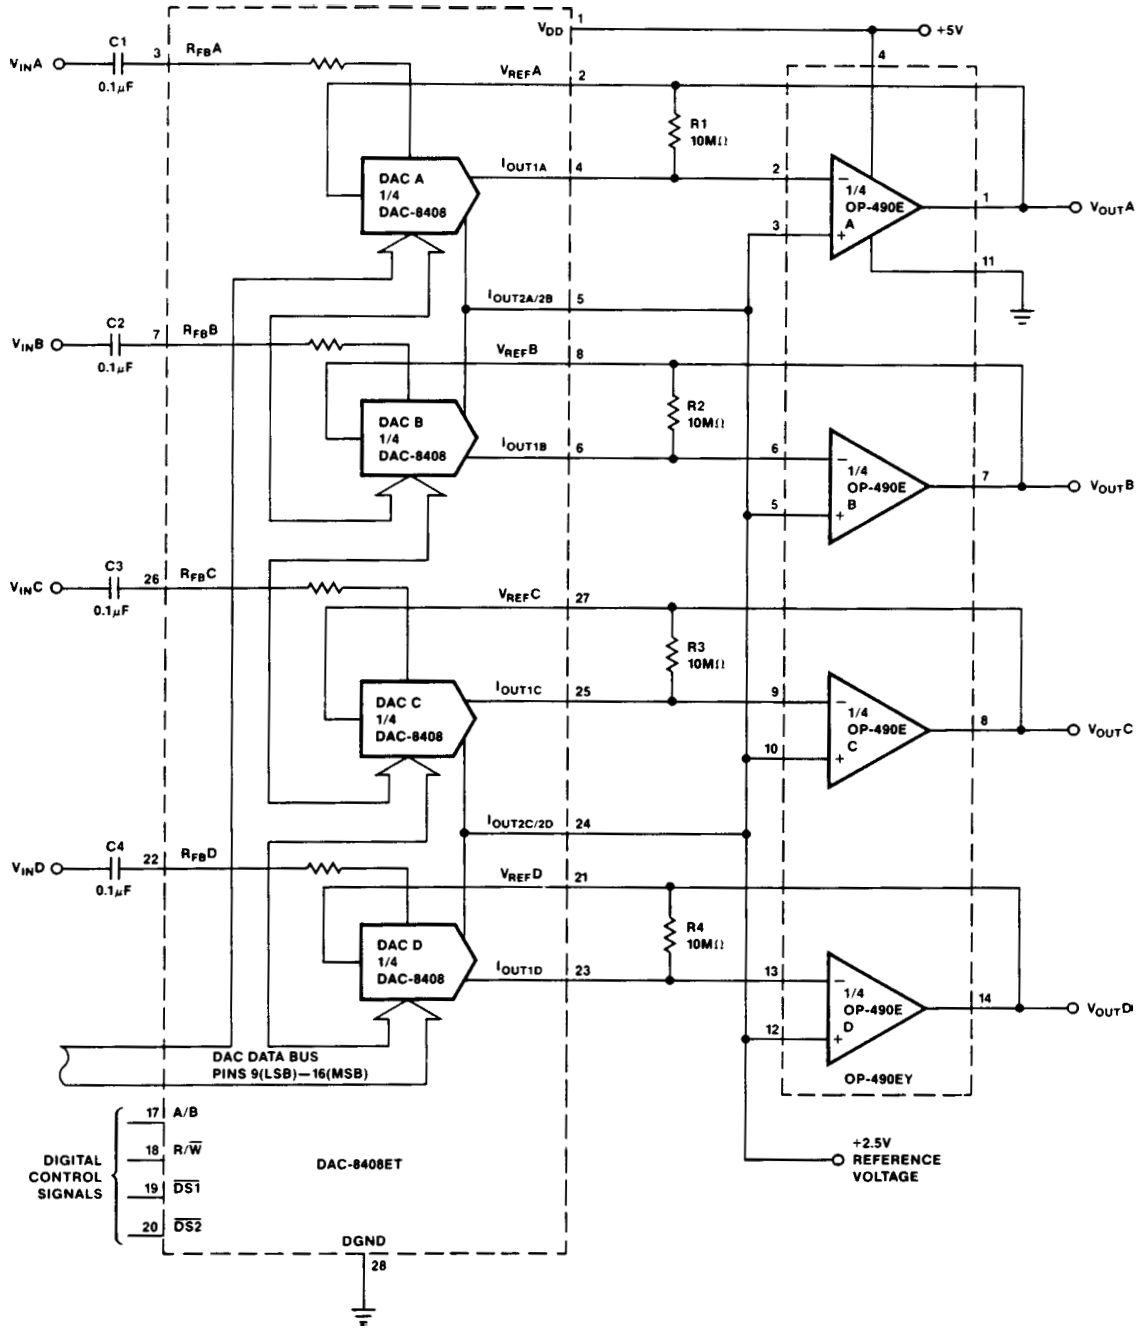 VDD 1 +5V
4
VINA C1 0.1μF 3 RFBA
VREFA 2
R1 10MΩ
DAC A 1/4 DAC-8408
IOUT1A 4
2 − 1/4 OP-490E A
3 +
1 VOUTA
11
IOUT2A/2B 5
VINB C2 0.1μF 7 RFBB
VREFB 8
R2 10MΩ
DAC B 1/4 DAC-8408
IOUT1B 6
6 − 1/4 OP-490E B
5 +
7 VOUTB
VINC C3 0.1μF 26 RFBC
VREFC 27
R3 10MΩ
DAC C 1/4 DAC-8408
IOUT1C 25
9 − 1/4 OP-490E C
10 +
8 VOUTC
IOUT2C/2D 24
VIND C4 0.1μF 22 RFBD
VREFD 21
R4 10MΩ
DAC D 1/4 DAC-8408
IOUT1D 23
13 − 1/4 OP-490E D
12 +
14 VOUTD
OP-490EY
DAC DATA BUS
PINS 9(LSB)—16(MSB)
DIGITAL
CONTROL
SIGNALS
17 A/B
18 R/W̅
19 D̅S̅1̅
20 D̅S̅2̅
DAC-8408ET
+2.5V
REFERENCE
VOLTAGE
DGND
28